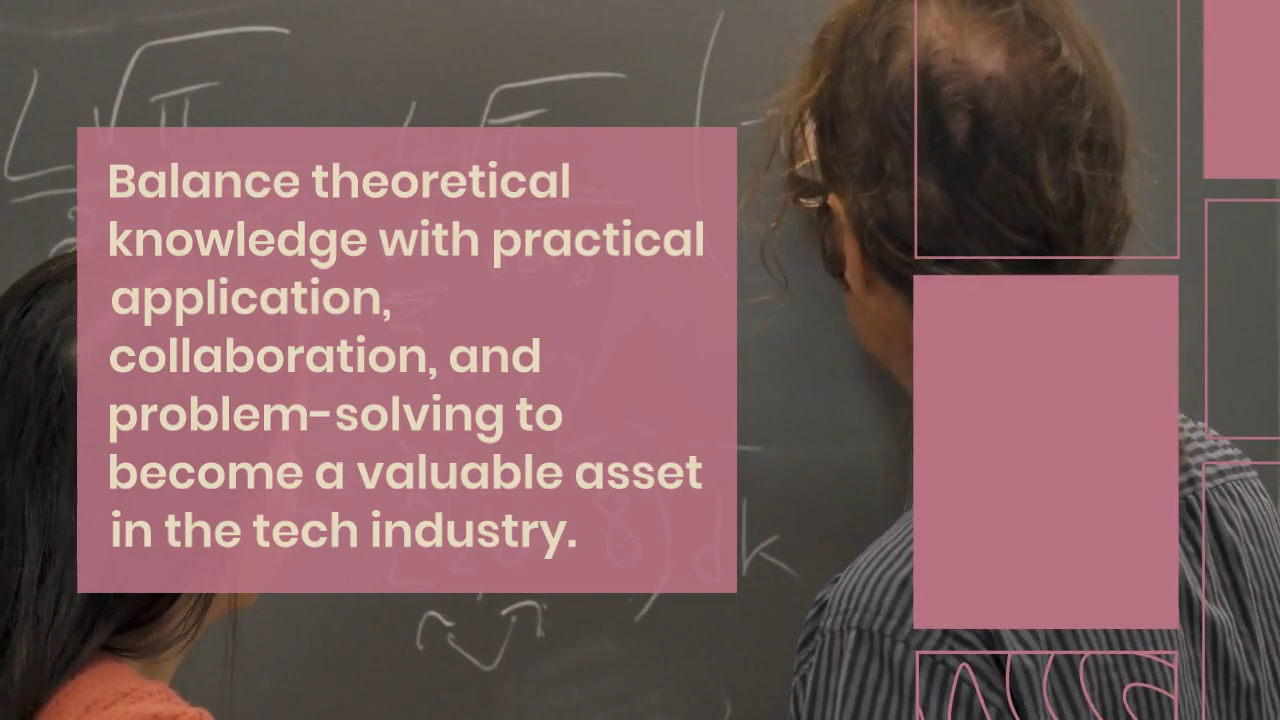 Balance theoretical
knowledge with practical
application,
collaboration, and
problem-solving to
become a valuable asset
in the tech industry.